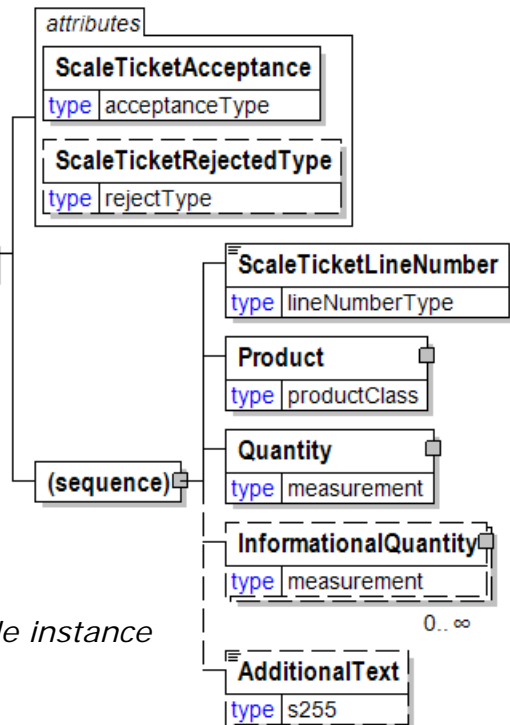 attributes
ScaleTicketAcceptance
type acceptanceType
ScaleTicketRejectedType
type rejectType
ScaleTicketLineNumber
type lineNumberType
Product
type productClass
(sequence)
Quantity
type measurement
InformationalQuantity
type measurement
0..∞
instance
AdditionalText
type s255